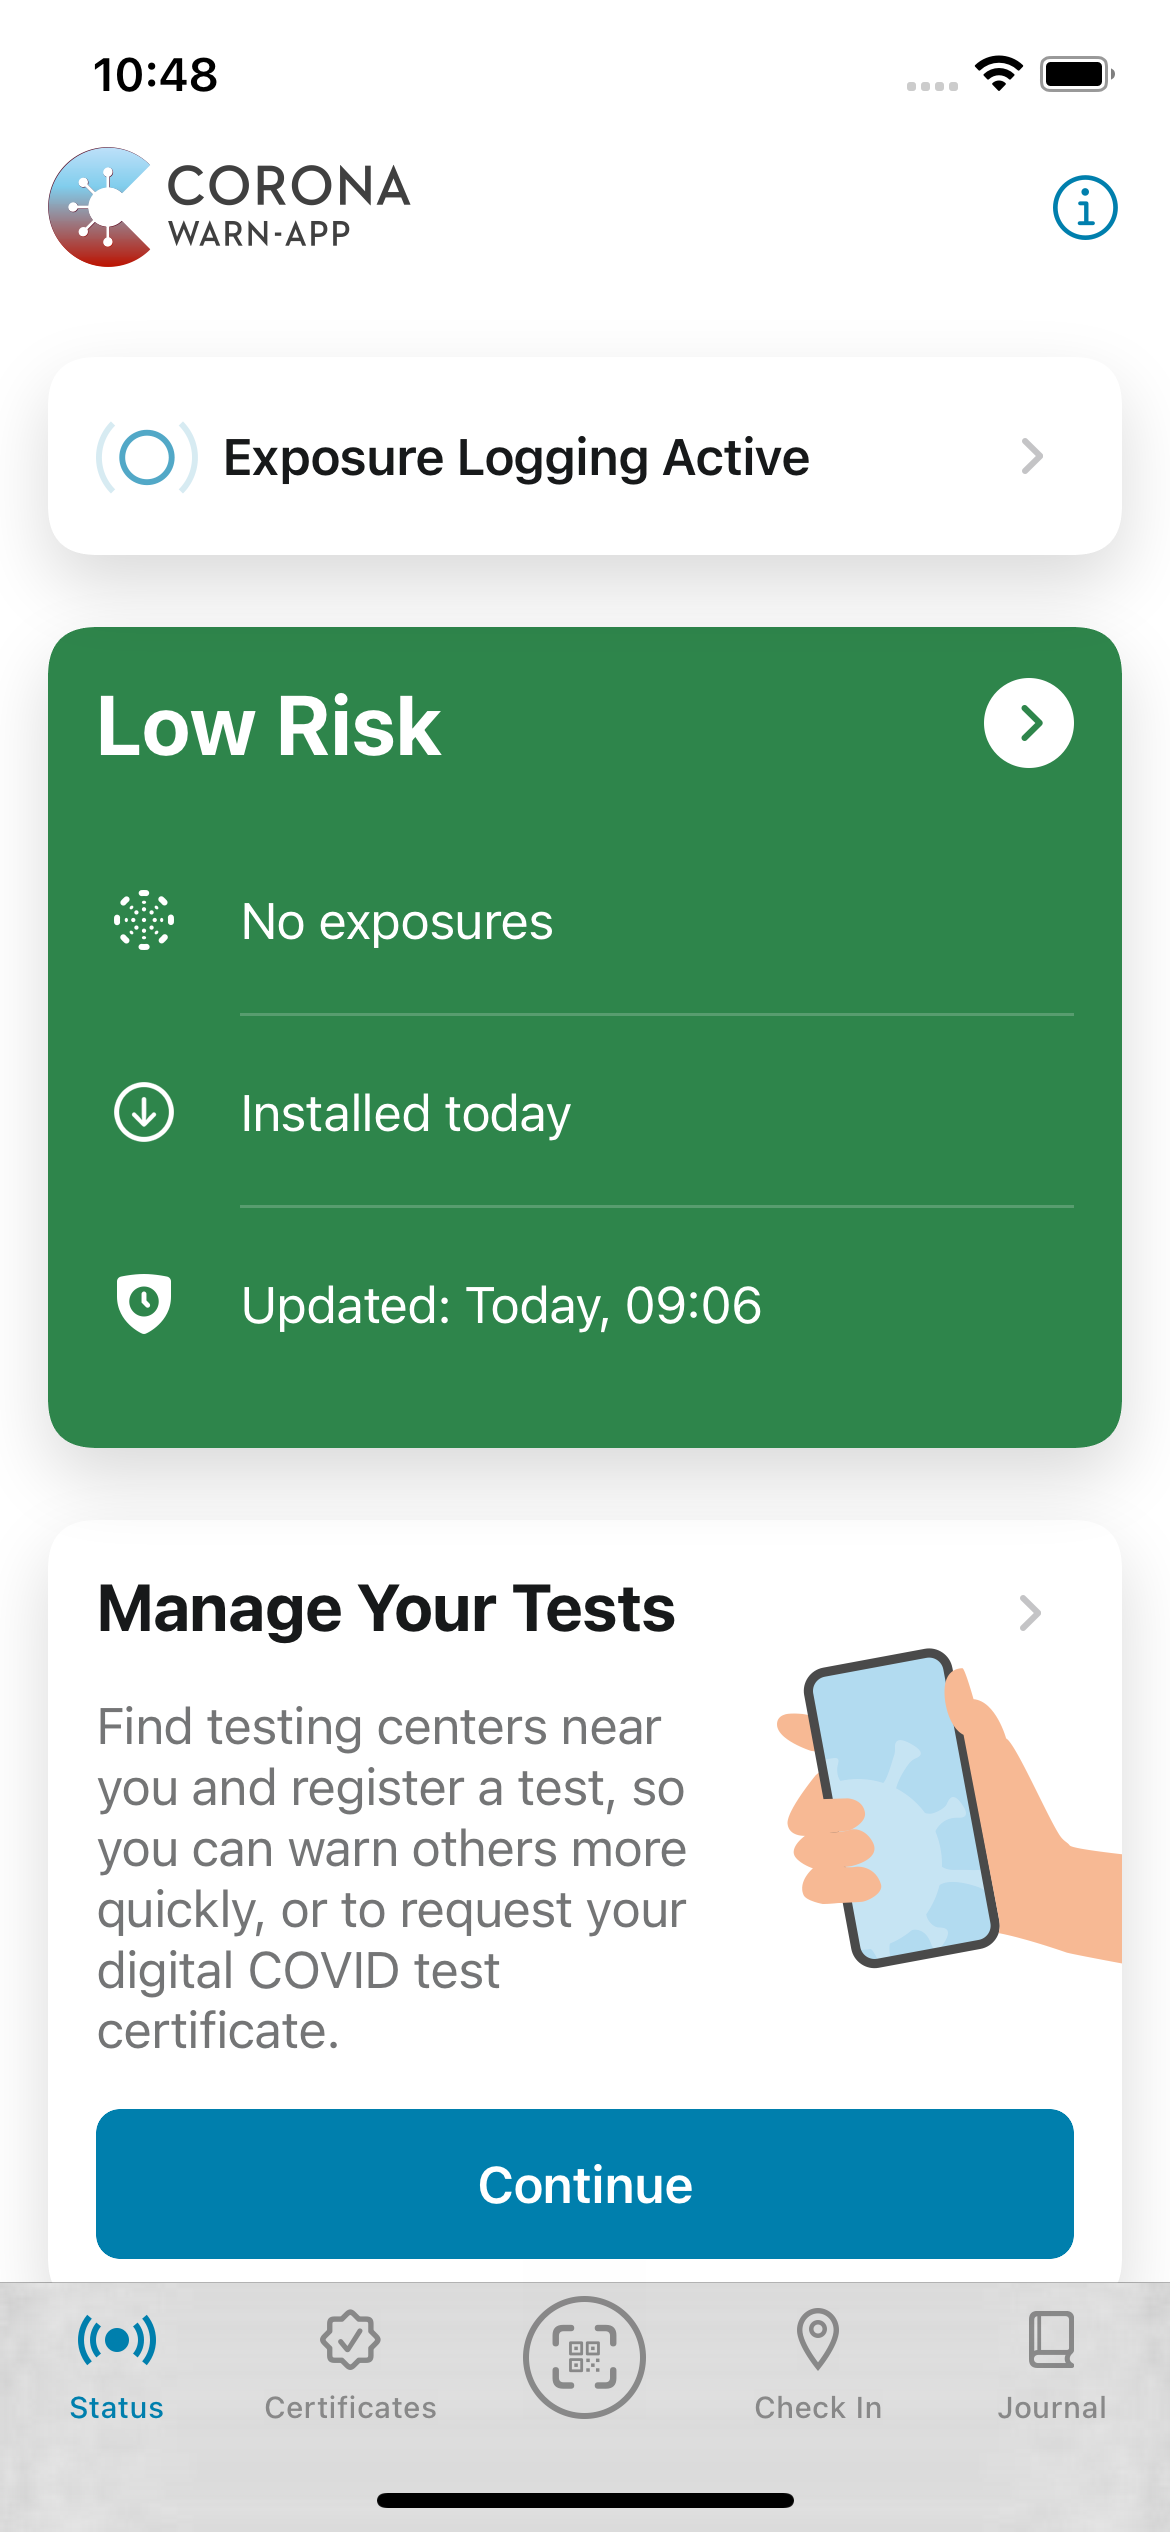 10:48
CORONA
WARN-APP
Exposure Logging Active
Low Risk
No exposures
Installed today
Updated: Today, 09:06
Manage Your Tests
Find testing centers near
you and register a test, so
you can warn others more
quickly, or to request your
digital COVID test
certificate.
Continue
Status
Certificates
Check In
Journal